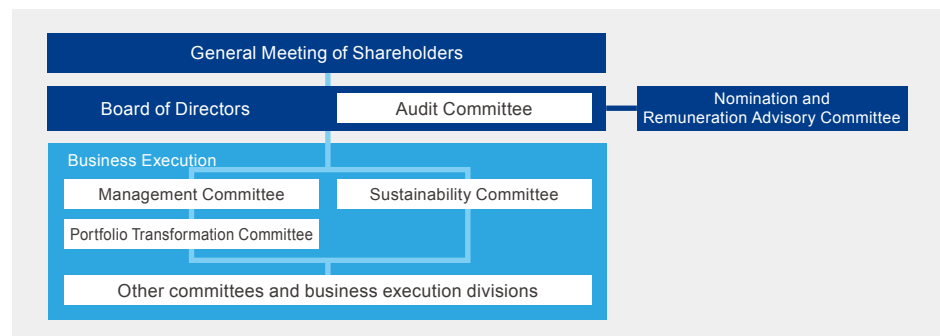 General Meeting of Shareholders
Board of Directors
Audit Committee
Nomination and
Remuneration Advisory Committee
Business Execution
Management Committee
Sustainability Committee
Portfolio Transformation Committee
Other committees and business execution divisions